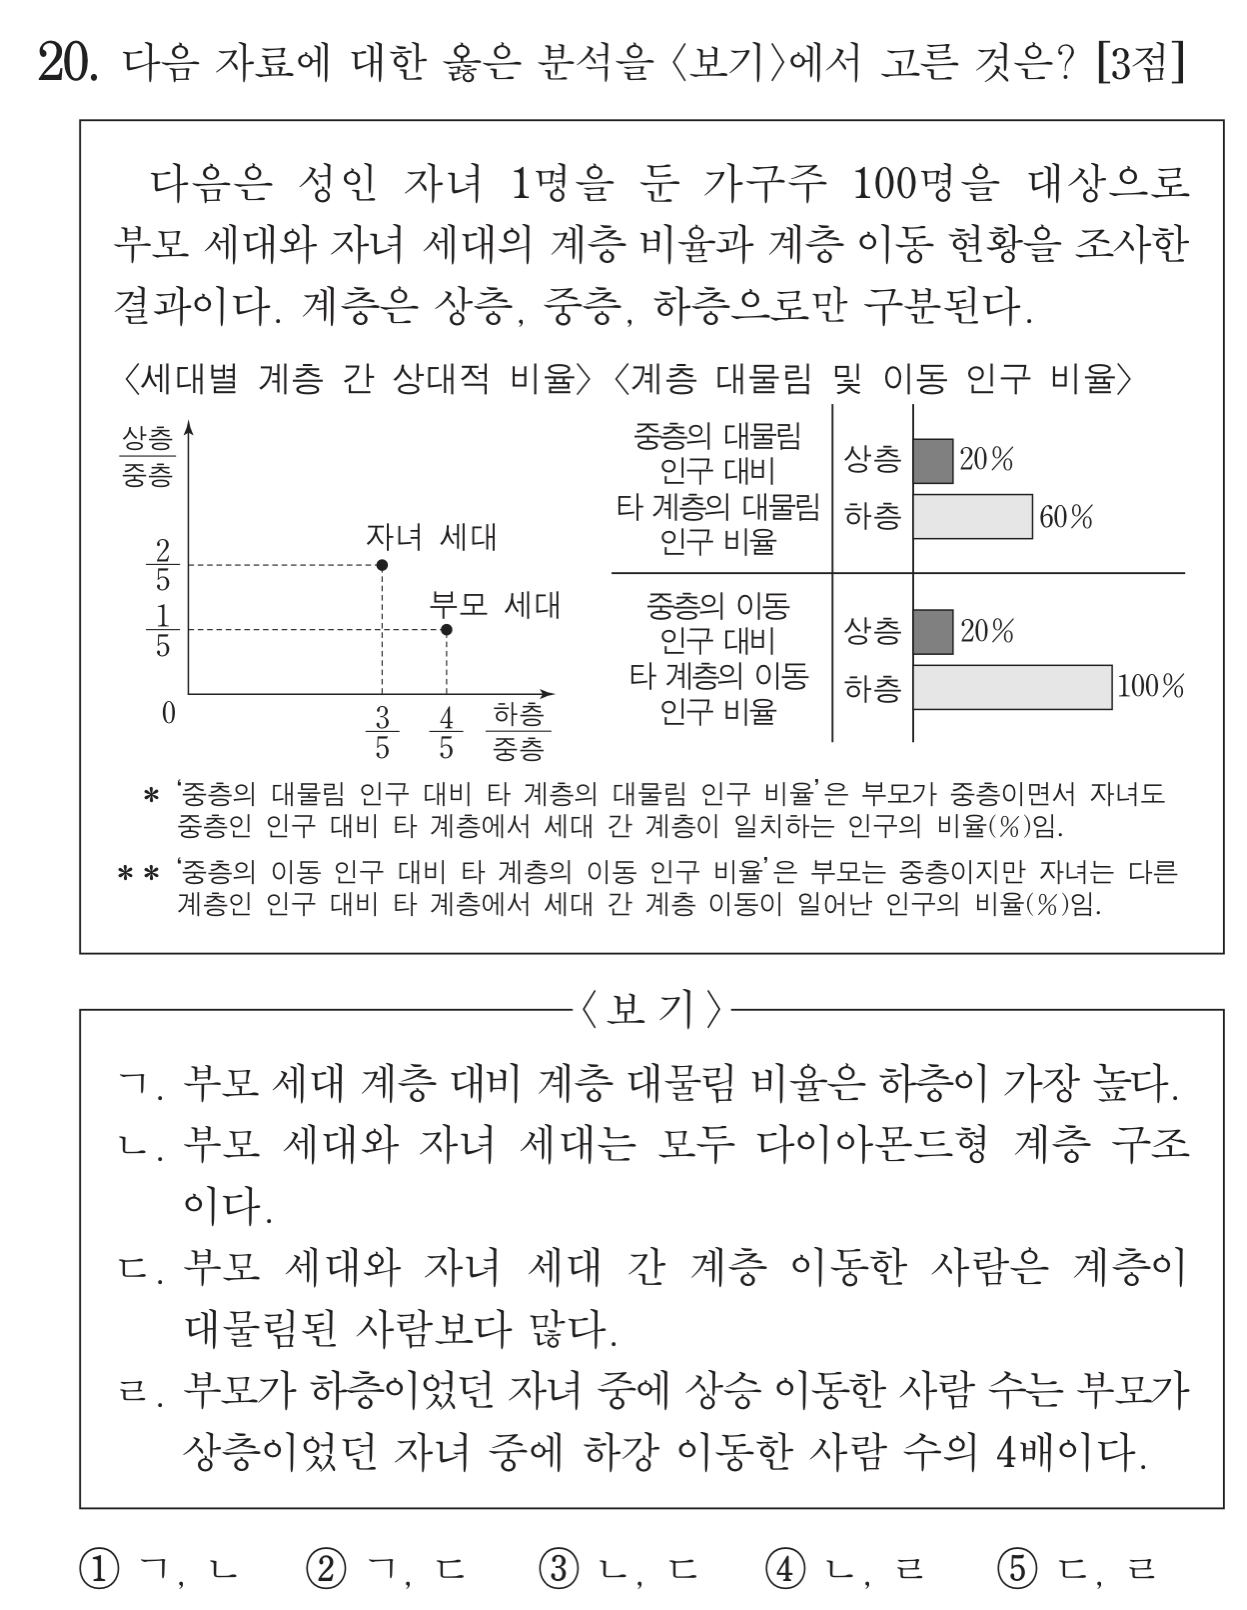 20. 다음 자료에 대한 옳은 분석을 〈보기〉에서 고른 것은? [3점]
다음은 성인 자녀 1명을 둔 가구주 100명을 대상으로
부모 세대와 자녀 세대의 계층 비율과 계층 이동 현황을 조사한
결과이다. 계층은 상층, 중층, 하층으로만 구분된다.
〈세대별 계층 간 상대적 비율〉
상층
중층
2
5
1
5
자녀 세대
부모 세대
0
3
5
4
5
하층
중층
〈계층 대물림 및 이동 인구 비율〉
중층의 대물림
인구 대비
타 계층의 대물림
인구 비율
상층 20%
하층 60%
중층의 이동
인구 대비
타 계층의 이동
인구 비율
상층 20%
하층 100%
* ‘중층의 대물림 인구 대비 타 계층의 대물림 인구 비율’은 부모가 중층이면서 자녀도
중층인 인구 대비 타 계층에서 세대 간 계층이 일치하는 인구의 비율(%)임.
** ‘중층의 이동 인구 대비 타 계층의 이동 인구 비율’은 부모는 중층이지만 자녀는 다른
계층인 인구 대비 타 계층에서 세대 간 계층 이동이 일어난 인구의 비율(%)임.
〈보기〉
ㄱ. 부모 세대 계층 대비 계층 대물림 비율은 하층이 가장 높다.
ㄴ. 부모 세대와 자녀 세대는 모두 다이아몬드형 계층 구조
이다.
ㄷ. 부모 세대와 자녀 세대 간 계층 이동한 사람은 계층이
대물림된 사람보다 많다.
ㄹ. 부모가 하층이었던 자녀 중에 상승 이동한 사람 수는 부모가
상층이었던 자녀 중에 하강 이동한 사람 수의 4배이다.
① ㄱ, ㄴ ② ㄱ, ㄷ ③ ㄴ, ㄷ ④ ㄴ, ㄹ ⑤ ㄷ, ㄹ